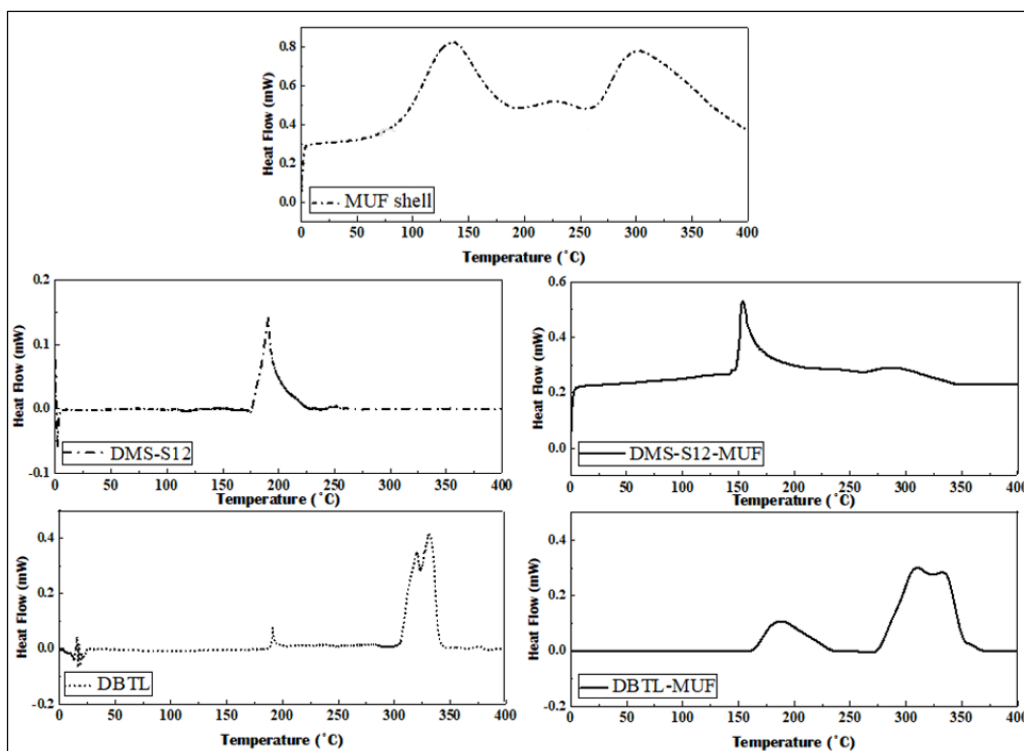 0.8
0.6
0.4
0.2
0.0
Heat Flow (mW)
MUF shell
0 50 100 150 200 250 300 350 400
Temperature (˚C)
0.2
0.1
0.0
-0.1
Heat Flow (mW)
DMS-S12
0 50 100 150 200 250 300 350 400
Temperature (˚C)
0.6
0.4
0.2
0.0
Heat Flow (mW)
DMS-S12-MUF
0 50 100 150 200 250 300 350 400
Temperature (˚C)
0.4
0.2
0.0
-0.2
Heat Flow (mW)
DBTL
0 50 100 150 200 250 300 350 400
Temperature (˚C)
0.4
0.2
0.0
-0.2
Heat Flow (mW)
DBTL-MUF
0 50 100 150 200 250 300 350 400
Temperature (˚C)